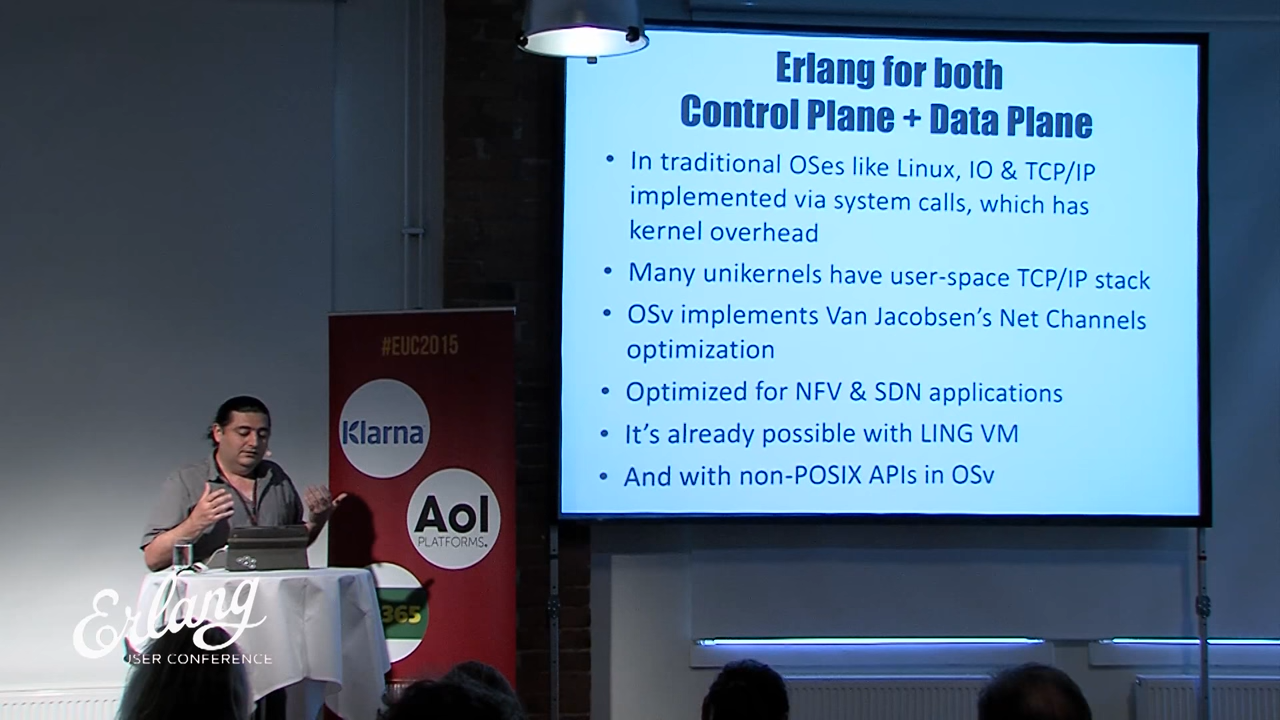 Erlang for both
Control Plane + Data Plane
• In traditional OSes like Linux, IO & TCP/IP
implemented via system calls, which has
kernel overhead
• Many unikernels have user-space TCP/IP stack
• OSv implements Van Jacobsen's Net Channels
optimization
• Optimized for NFV & SDN applications
• It's already possible with LING VM
• And with non-POSIX APIs in OSv
#EUC2015
Klarna
Aol
PLATFORMS.
365
Erlang
USER CONFERENCE